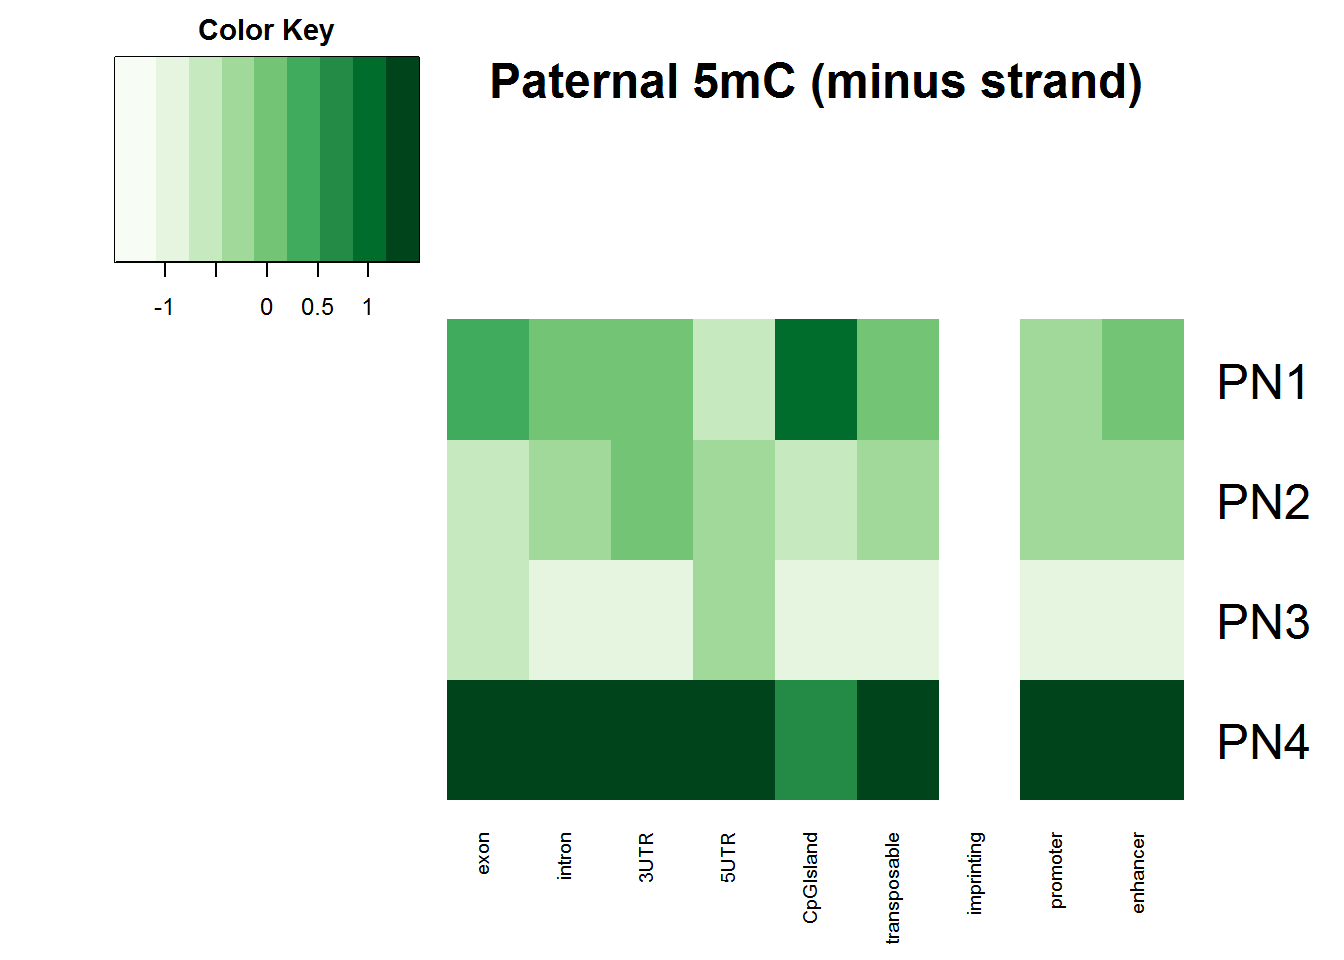 Color Key
Paternal 5mC (minus strand)
-1 0 0.5 1
PN1
PN2
PN3
PN4
exon intron 3UTR 5UTR CpGIsland transposable imprinting promoter enhancer